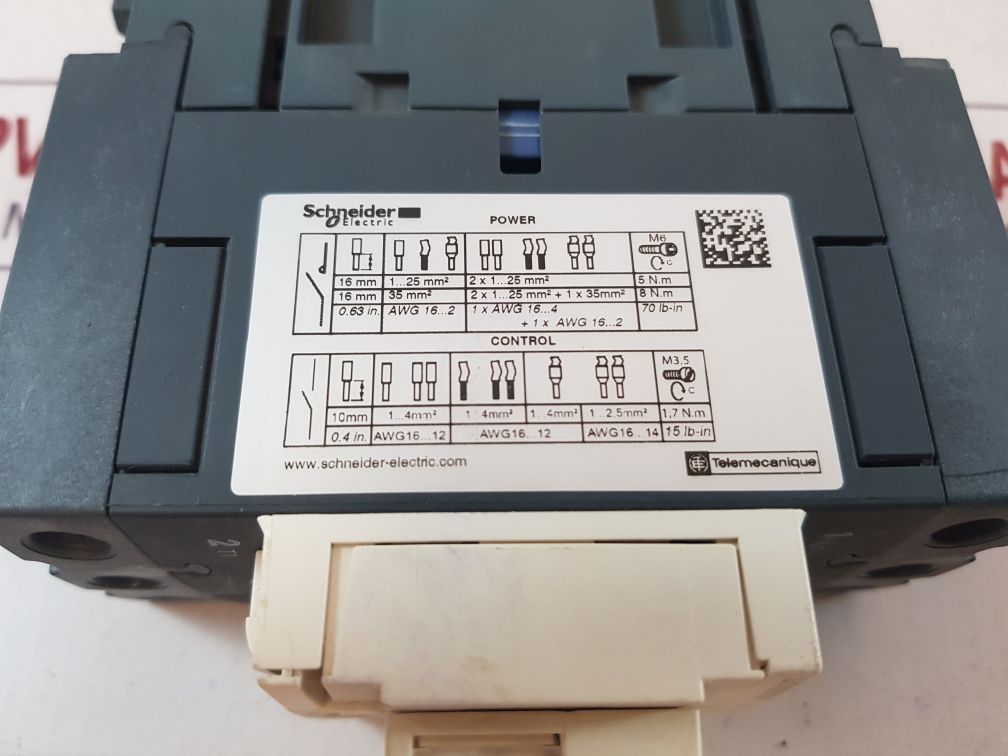 Schneider
Electric
POWER
M6
C
16 mm 1...25 mm² 2 x 1...25 mm² 5 N.m
16 mm 35 mm² 2 x 1...25 mm² + 1 x 35mm² 8 N.m
0.63 in. AWG 16...2 1 x AWG 16...4 70 lb-in
+ 1 x AWG 16...2
CONTROL
M3.5
C
10mm 1...4mm² 1...4mm² 1...4mm² 1...2.5mm² 1.7 N.m
0.4 in. AWG16...12 AWG16...12 AWG16...14 15 lb-in
www.schneider-electric.com
Telemecanique
2 T1